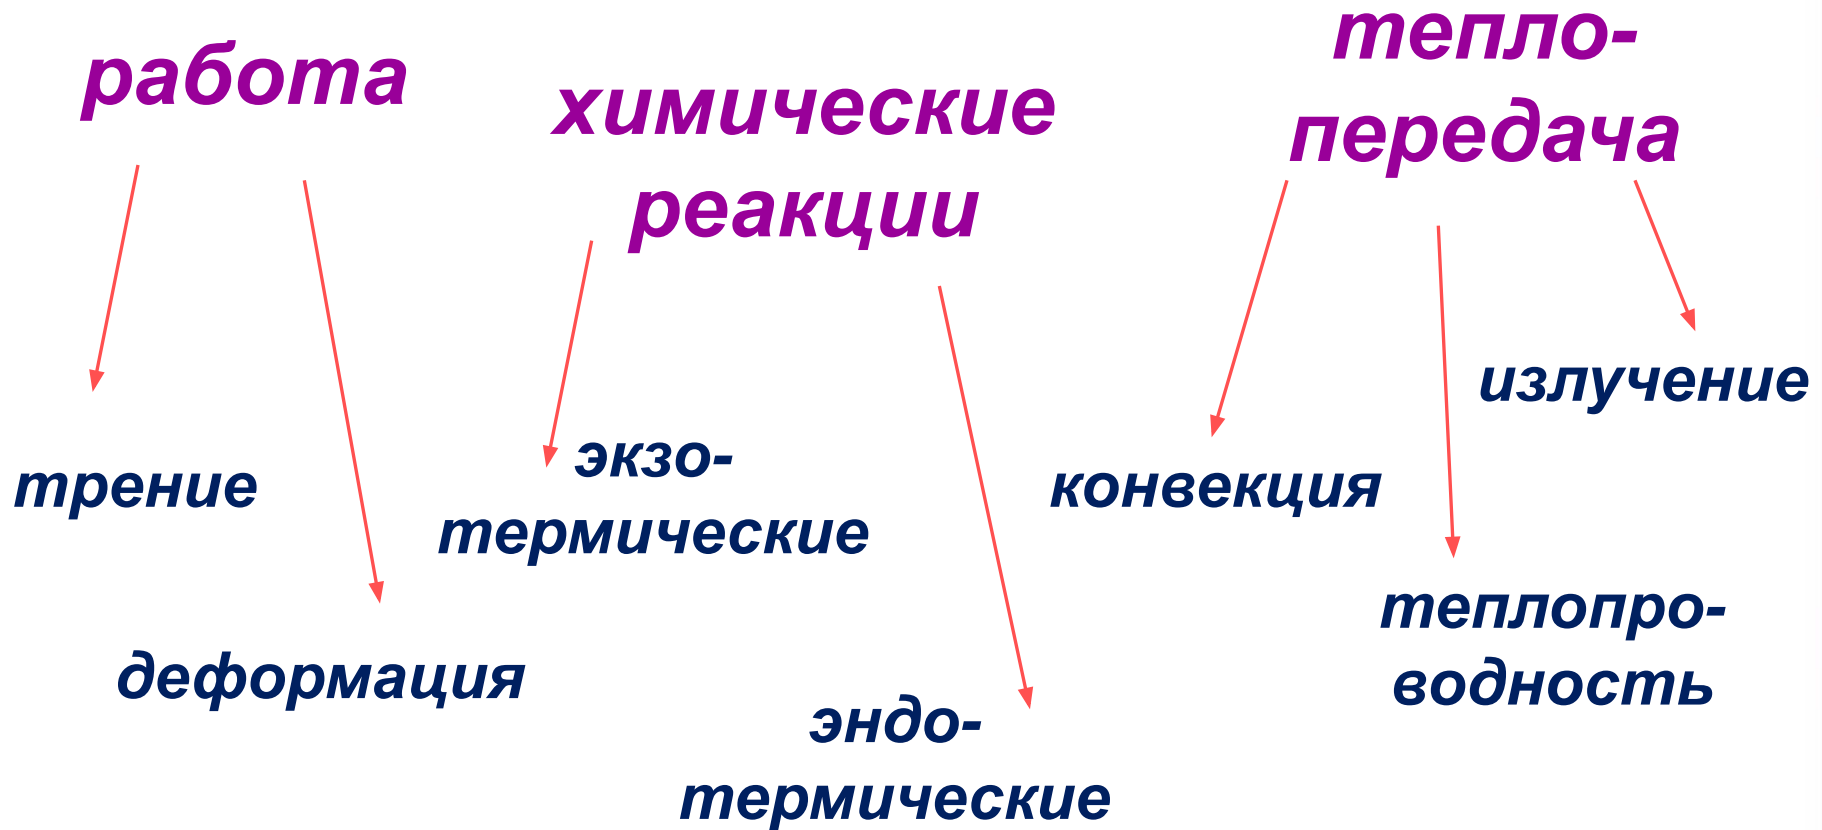 работа
химические
реакции
тепло-
передача
трение
деформация
экзо-
термические
эндо-
термические
конвекция
теплопро-
водность
излучение